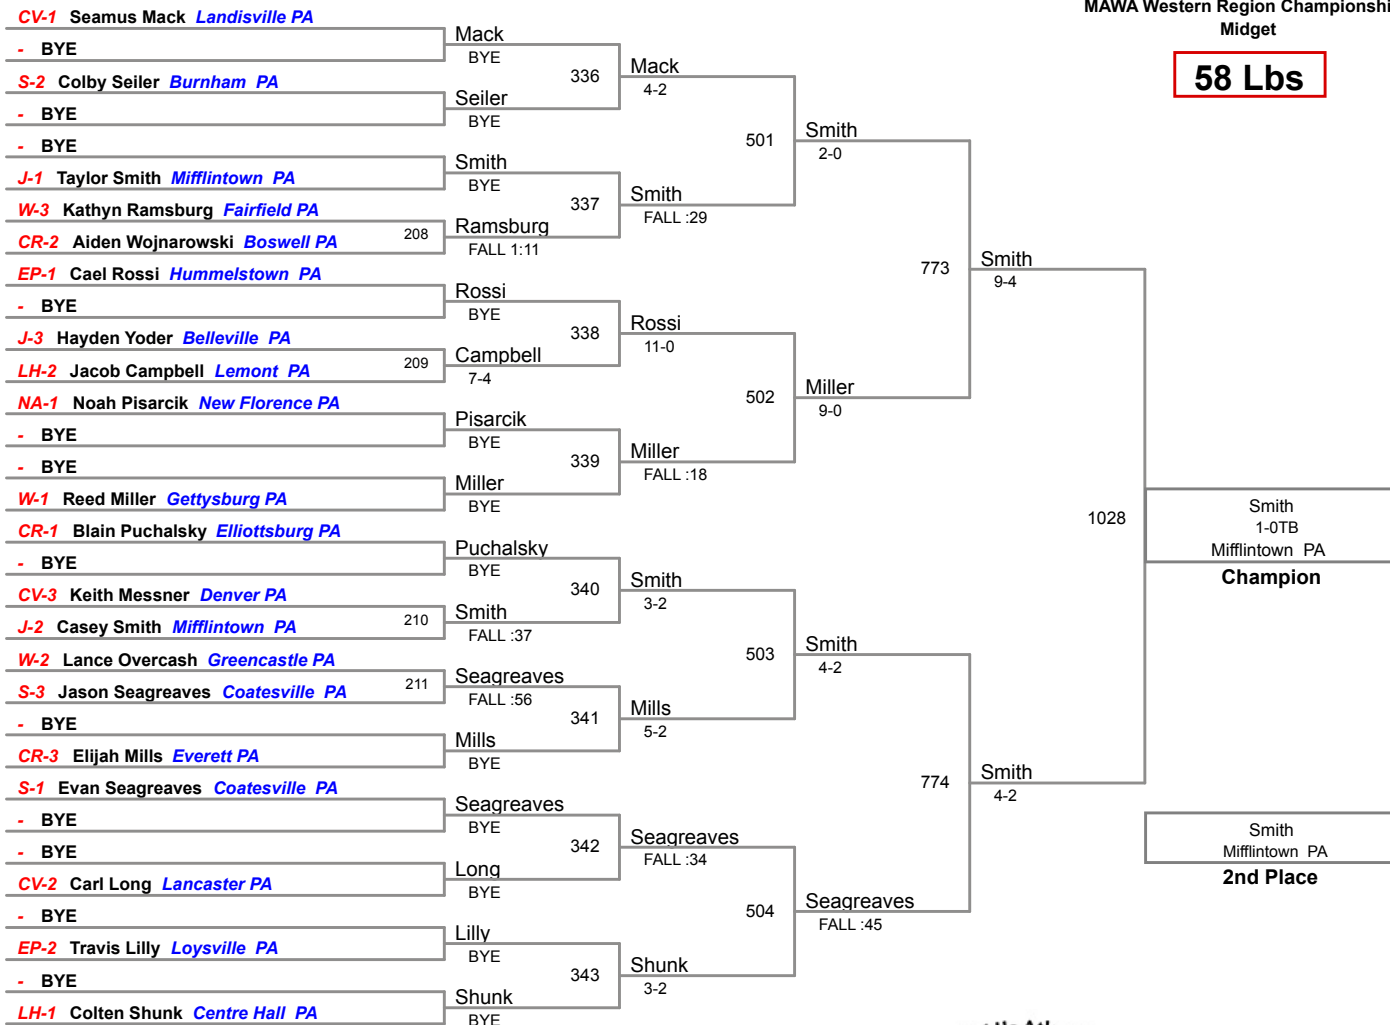 MAWA Western Region Championshi
Midget
58 Lbs
CV-1 Seamus Mack Landisville PA
- BYE
S-2 Colby Seiler Burnham PA
- BYE
- BYE
J-1 Taylor Smith Mifflintown PA
W-3 Kathyn Ramsburg Fairfield PA
CR-2 Aiden Wojnarowski Boswell PA
EP-1 Cael Rossi Hummelstown PA
- BYE
J-3 Hayden Yoder Belleville PA
LH-2 Jacob Campbell Lemont PA
NA-1 Noah Pisarcik New Florence PA
- BYE
- BYE
W-1 Reed Miller Gettysburg PA
CR-1 Blain Puchalsky Elliottsburg PA
- BYE
CV-3 Keith Messner Denver PA
J-2 Casey Smith Mifflintown PA
W-2 Lance Overcash Greencastle PA
S-3 Jason Seagreaves Coatesville PA
- BYE
CR-3 Elijah Mills Everett PA
S-1 Evan Seagreaves Coatesville PA
- BYE
- BYE
CV-2 Carl Long Lancaster PA
- BYE
EP-2 Travis Lilly Loysville PA
- BYE
LH-1 Colten Shunk Centre Hall PA
208
209
210
211
Mack
BYE
Seiler
BYE
Smith
BYE
Ramsburg
FALL 1:11
Rossi
BYE
Campbell
7-4
Pisarcik
BYE
Miller
BYE
Puchalsky
BYE
Smith
FALL :37
Seagreaves
FALL :56
Mills
BYE
Seagreaves
BYE
Long
BYE
Lilly
BYE
Shunk
BYE
336
337
338
339
340
341
342
343
Mack
4-2
Smith
FALL :29
Rossi
11-0
Miller
FALL :18
Smith
3-2
Mills
5-2
Seagreaves
FALL :34
Shunk
3-2
501
502
503
504
Smith
2-0
Miller
9-0
Smith
4-2
Seagreaves
FALL :45
773
774
Smith
9-4
Smith
4-2
1028
Smith
1-0TB
Mifflintown PA
Champion
Smith
Mifflintown PA
2nd Place